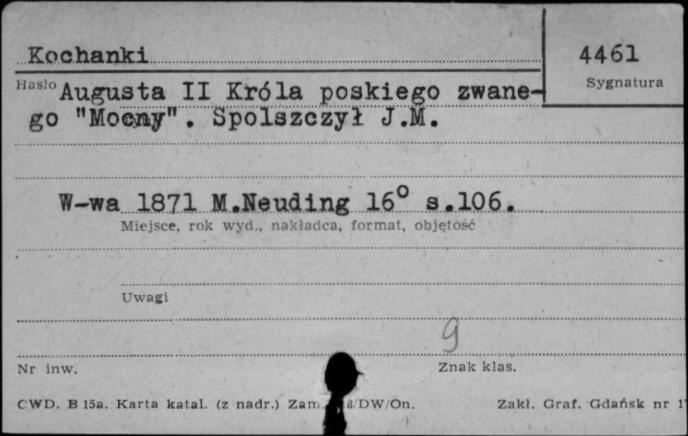 Kochanki
4461
Hasło
Sygnatura
Augusta II Króla poskiego zwane-
go "Mocny". Spolszczył J.M.
W-wa 1871 M.Neuding 16° s.106.
Miejsce, rok wyd., nakładca, format, objętość
Uwagi
9
Nr inw.
Znak klas.
CWD. B 15a. Karta katal. (z nadr.) Zam. 8/DW/On.
Zakł. Graf. Gdańsk nr